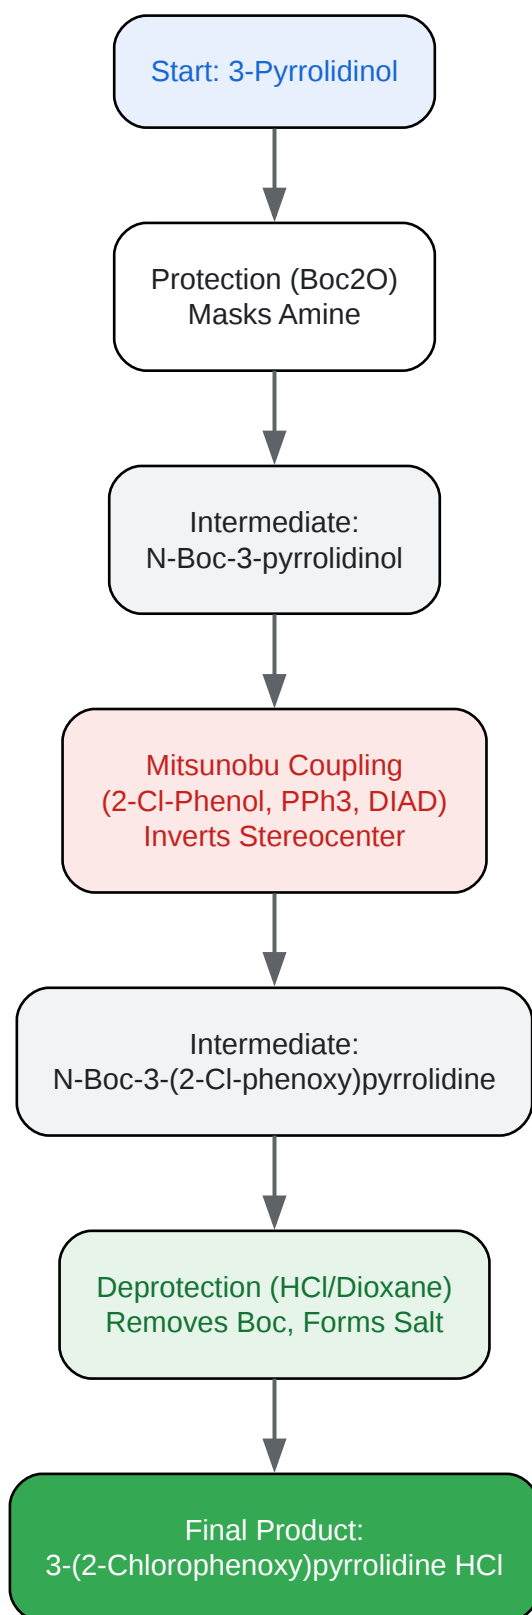 Start: 3-Pyrrolidinol
Protection (Boc2O)
Masks Amine
Intermediate:
N-Boc-3-pyrrolidinol
Mitsunobu Coupling
(2-Cl-Phenol, PPh3, DIAD)
Inverts Stereocenter
Intermediate:
N-Boc-3-(2-Cl-phenoxy)pyrrolidine
Deprotection (HCl/Dioxane)
Removes Boc, Forms Salt
Final Product:
3-(2-Chlorophenoxy)pyrrolidine HCl